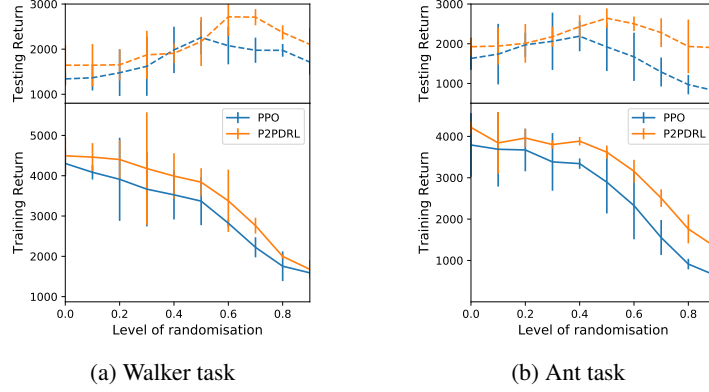 3000
2000
1000
Testing Return
PPO
P2PDRL
5000
4000
3000
2000
1000
Training Return
0.0 0.2 0.4 0.6 0.8
Level of randomisation
(a) Walker task
3000
2000
1000
Testing Return
PPO
P2PDRL
4000
3000
2000
1000
Training Return
0.0 0.2 0.4 0.6 0.8
Level of randomisation
(b) Ant task